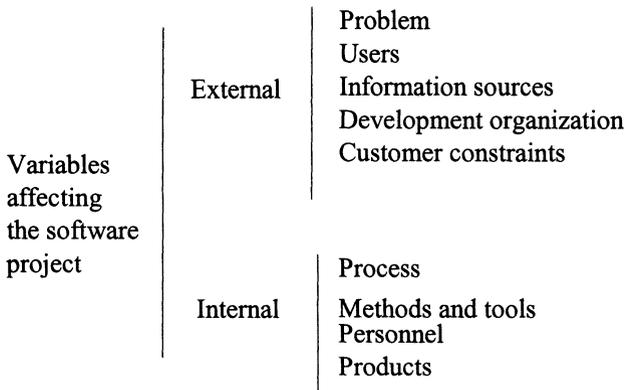 Variables
affecting
the software
project
External
Problem
Users
Information sources
Development organization
Customer constraints
Internal
Process
Methods and tools
Personnel
Products